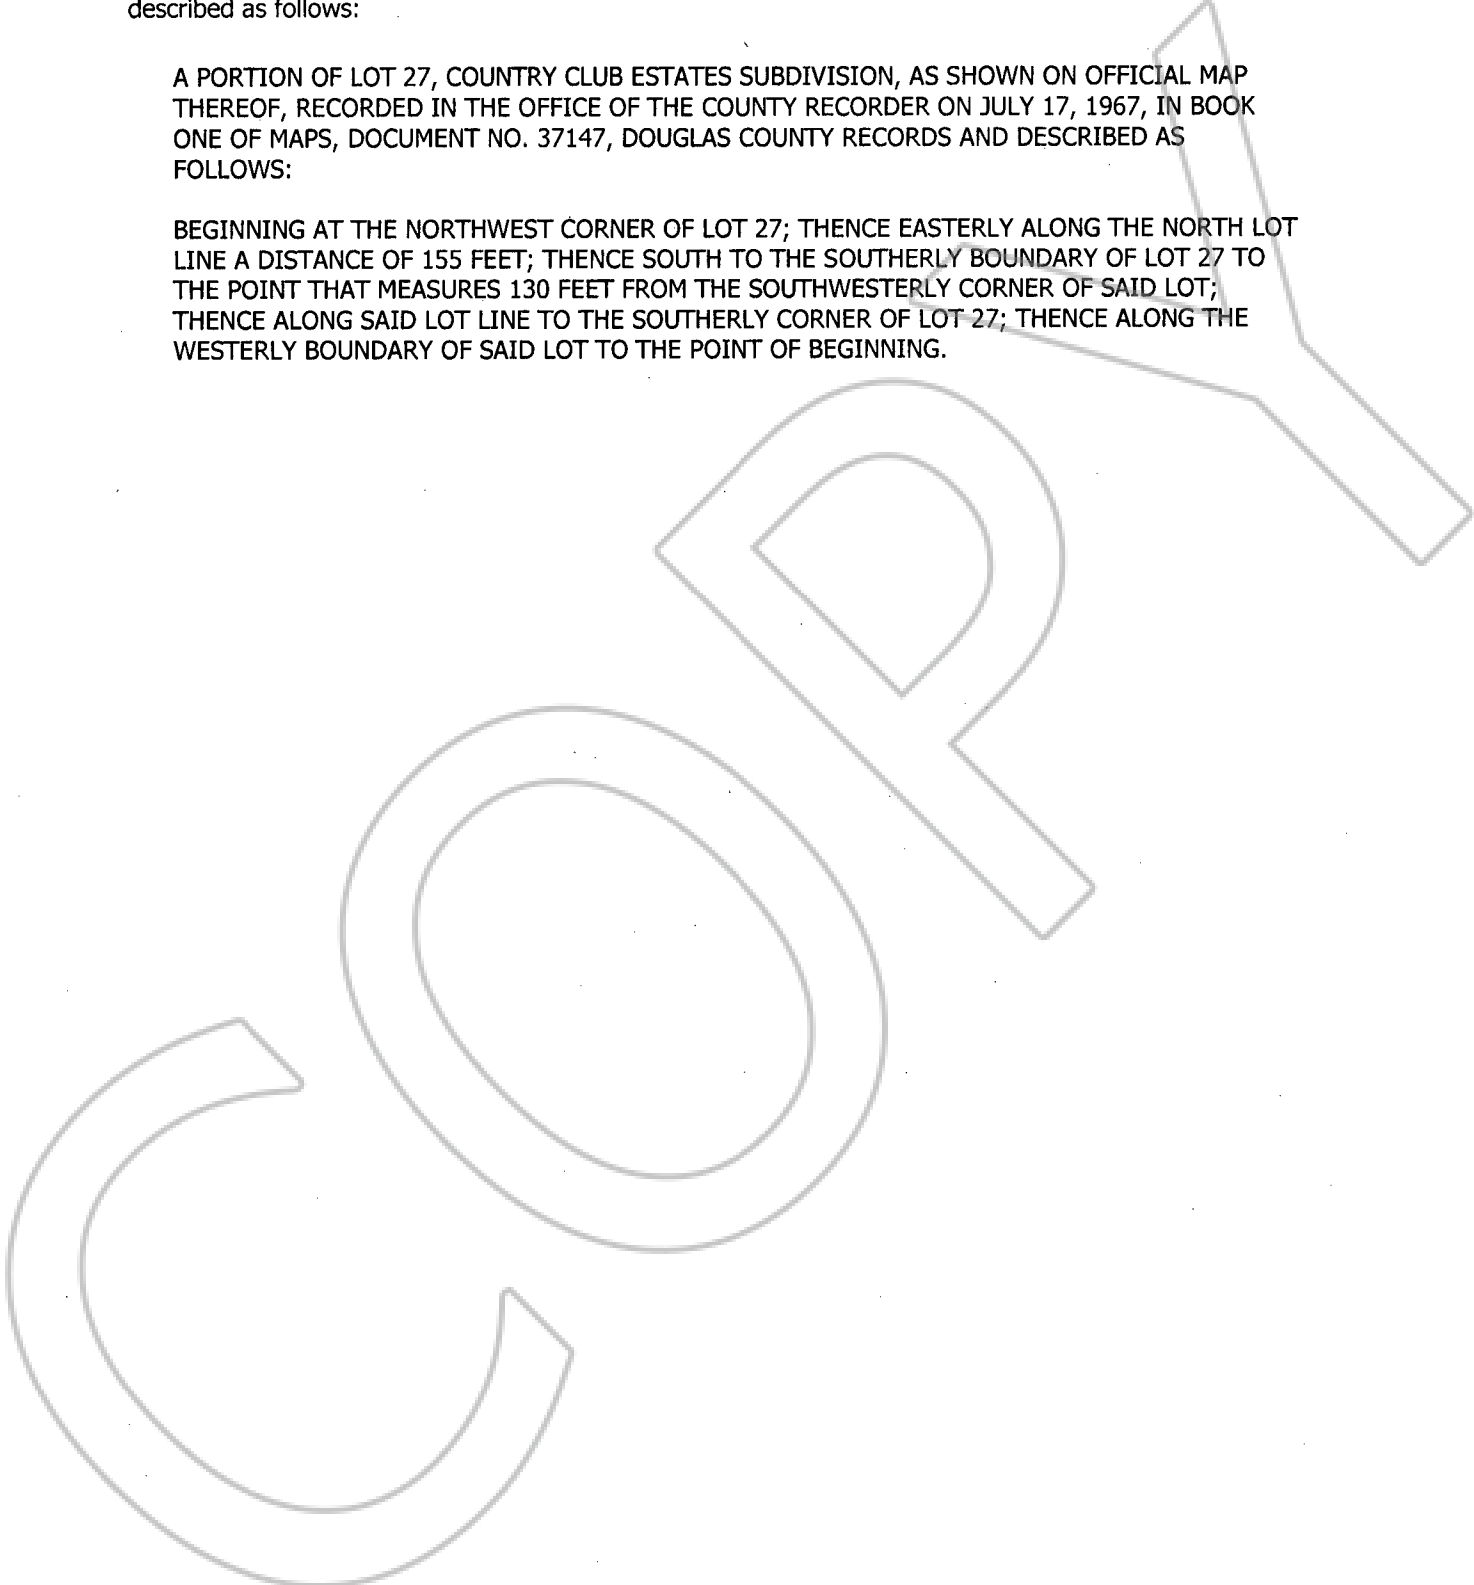 described as follows:
A PORTION OF LOT 27, COUNTRY CLUB ESTATES SUBDIVISION, AS SHOWN ON OFFICIAL MAP
THEREOF, RECORDED IN THE OFFICE OF THE COUNTY RECORDER ON JULY 17, 1967, IN BOOK
ONE OF MAPS, DOCUMENT NO. 37147, DOUGLAS COUNTY RECORDS AND DESCRIBED AS
FOLLOWS:
BEGINNING AT THE NORTHWEST CORNER OF LOT 27; THENCE EASTERLY ALONG THE NORTH LOT
LINE A DISTANCE OF 155 FEET; THENCE SOUTH TO THE SOUTHERLY BOUNDARY OF LOT 27 TO
THE POINT THAT MEASURES 130 FEET FROM THE SOUTHWESTERLY CORNER OF SAID LOT;
THENCE ALONG SAID LOT LINE TO THE SOUTHERLY CORNER OF LOT 27; THENCE ALONG THE
WESTERLY BOUNDARY OF SAID LOT TO THE POINT OF BEGINNING.
COPY